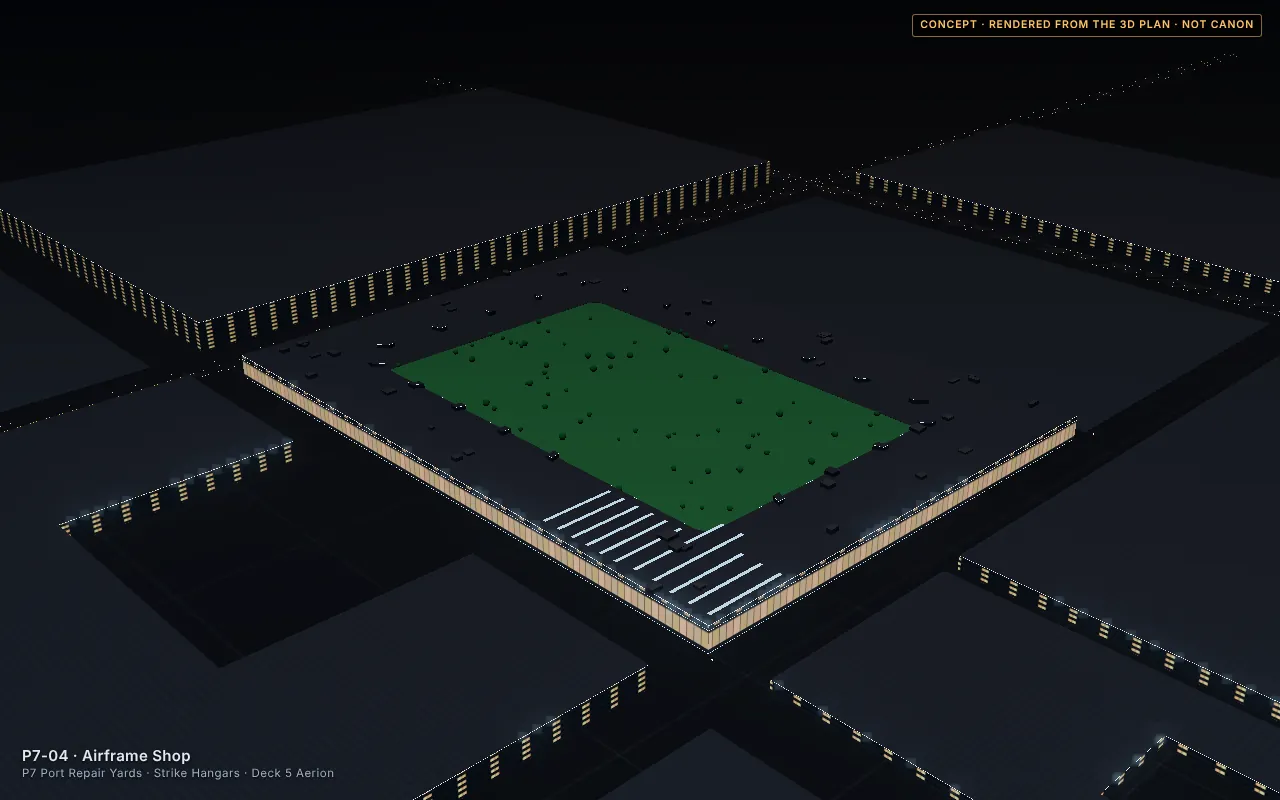 CONCEPT · RENDERED FROM THE 3D PLAN · NOT CANON
P7-04 · Airframe Shop
P7 Port Repair Yards · Strike Hangars · Deck 5 Aerion